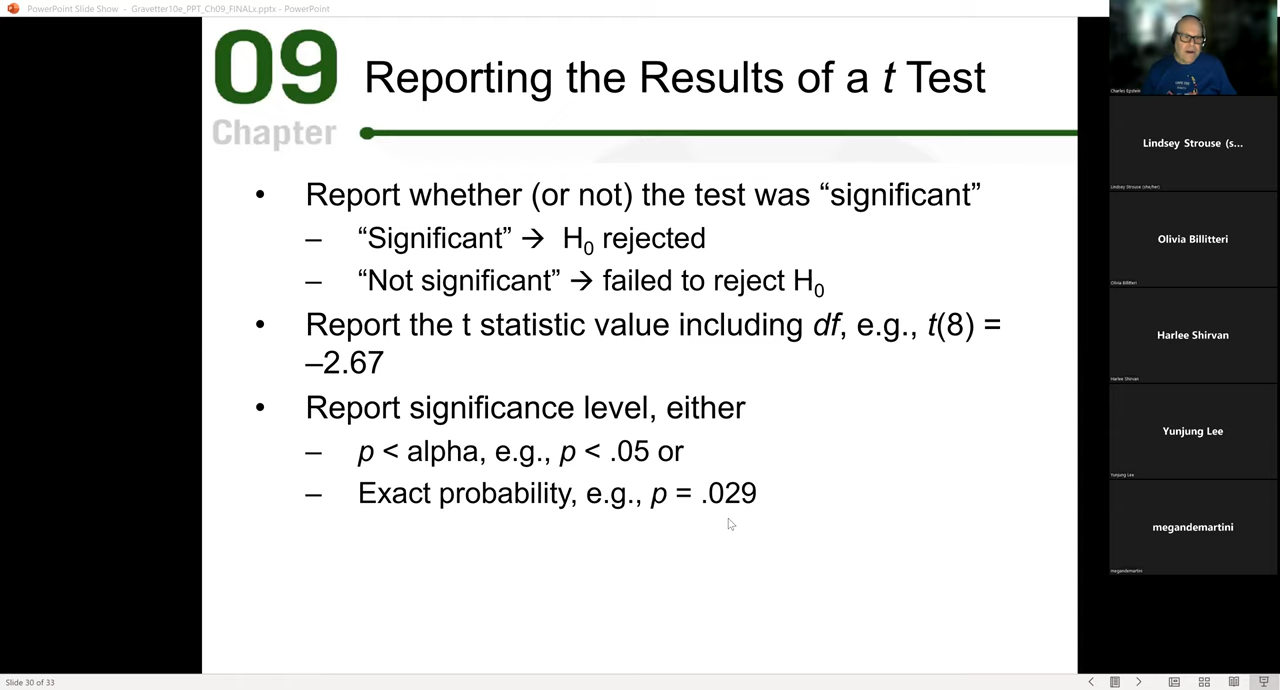 PowerPoint Slide Show - Gravetter10e_PPT_Ch09_FINALx.pptx - PowerPoint
09
Chapter
Reporting the Results of a t Test
• Report whether (or not) the test was “significant”
– “Significant” → H0 rejected
– “Not significant” → failed to reject H0
• Report the t statistic value including df, e.g., t(8) =
–2.67
• Report significance level, either
– p < alpha, e.g., p < .05 or
– Exact probability, e.g., p = .029
Charles Epstein
Lindsey Strouse (s...
Lindsey Strouse (she/her)
Olivia Billitteri
Olivia Billitteri
Harlee Shirvan
Harlee Shirvan
Yunjung Lee
Yunjung Lee
megandemartini
megandemartini
Slide 30 of 33